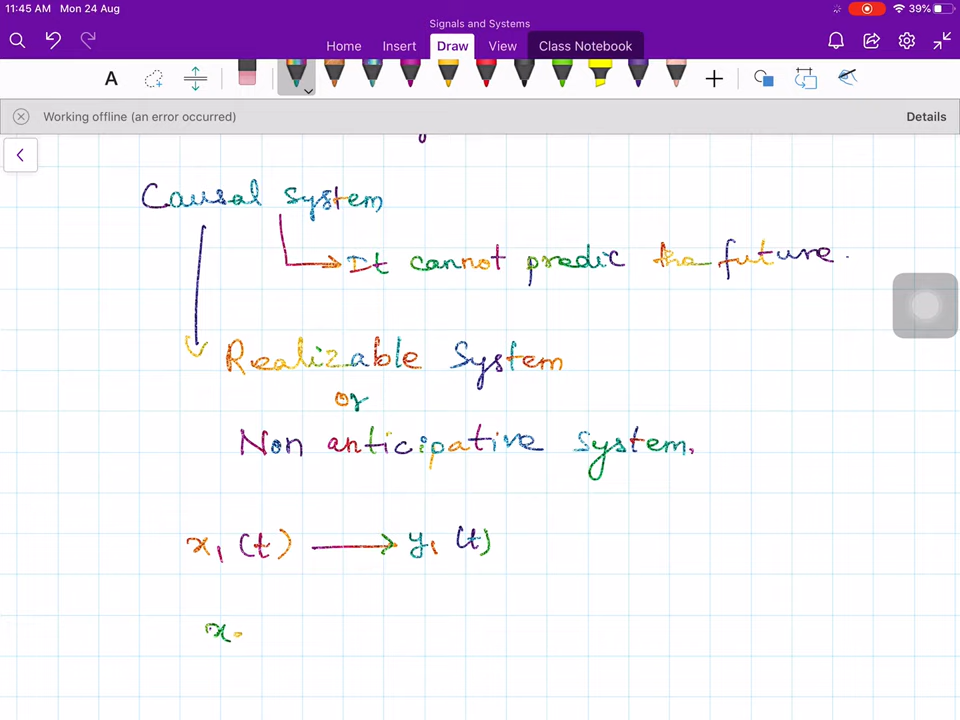 11:45 AM Mon 24 Aug
39%
Signals and Systems
Home Insert Draw View Class Notebook
A
Working offline (an error occurred) Details
Causal system
It cannot predic the future.
Realizable System
or
Non anticipative System.
x₁(t) → y₁(t)
x